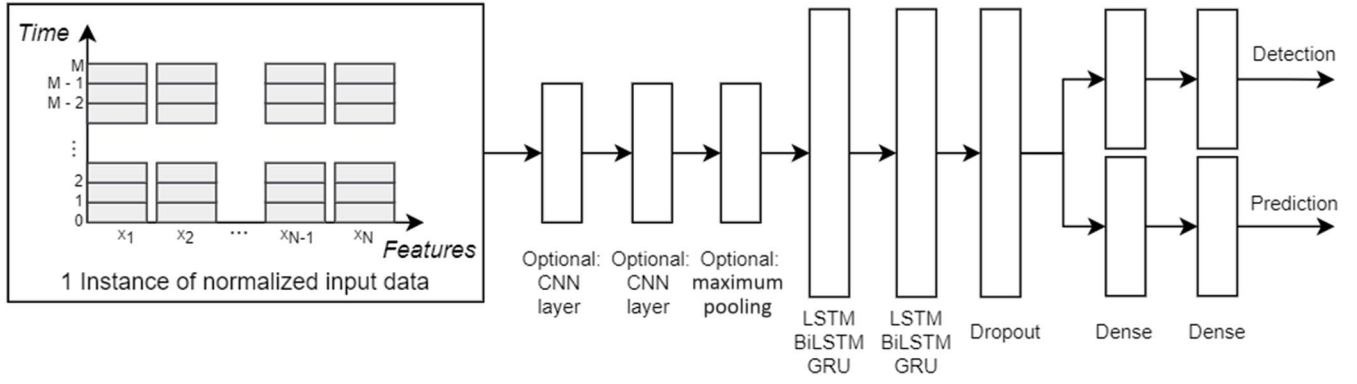 Time
M
M - 1
M - 2
⋮
2
1
0
X1
X2
...
XN-1
XN
Features
1 Instance of normalized input data
Optional:
CNN
layer
Optional:
CNN
layer
Optional:
maximum
pooling
LSTM
BiLSTM
GRU
LSTM
BiLSTM
GRU
Dropout
Dense
Dense
Detection
Prediction